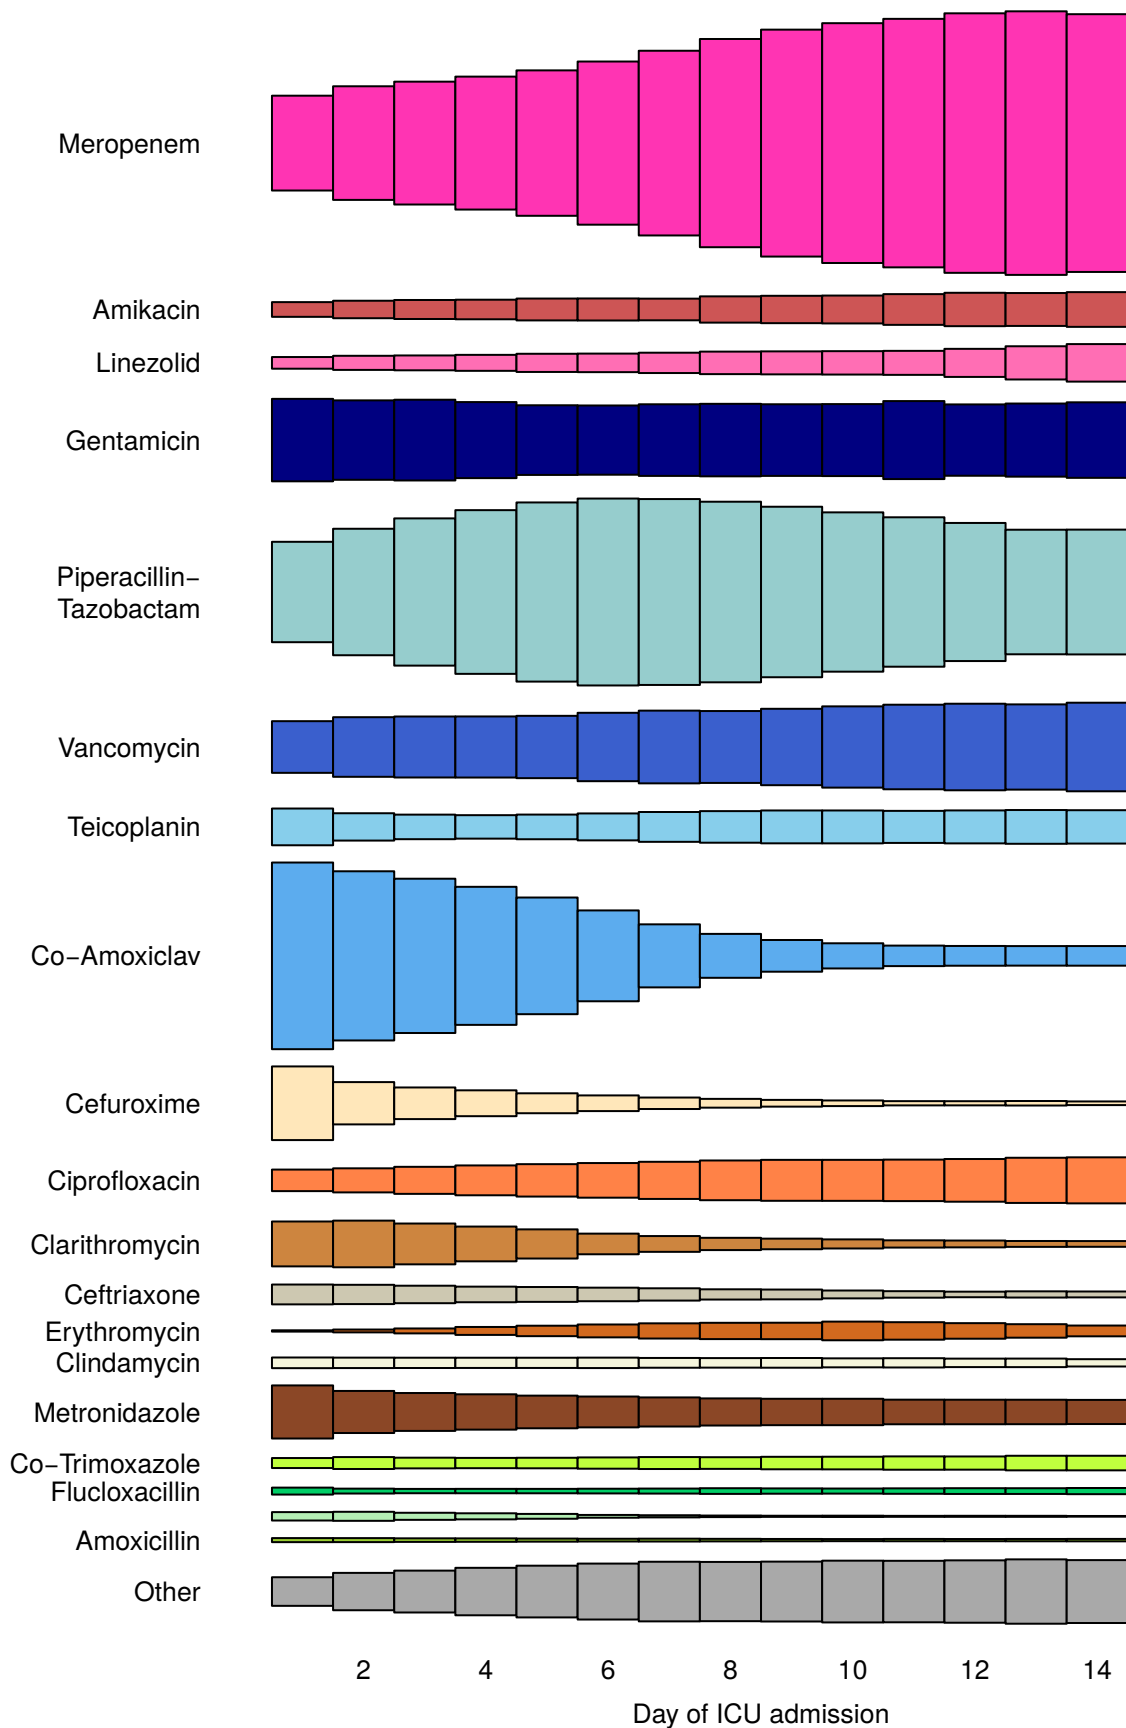 Meropenem
Amikacin
Linezolid
Gentamicin
Piperacillin−
Tazobactam
Vancomycin
Teicoplanin
Co−Amoxiclav
Cefuroxime
Ciprofloxacin
Clarithromycin
Ceftriaxone
Erythromycin
Clindamycin
Metronidazole
Co−Trimoxazole
Flucloxacillin
Amoxicillin
Other
2 4 6 8 10 12 14
Day of ICU admission